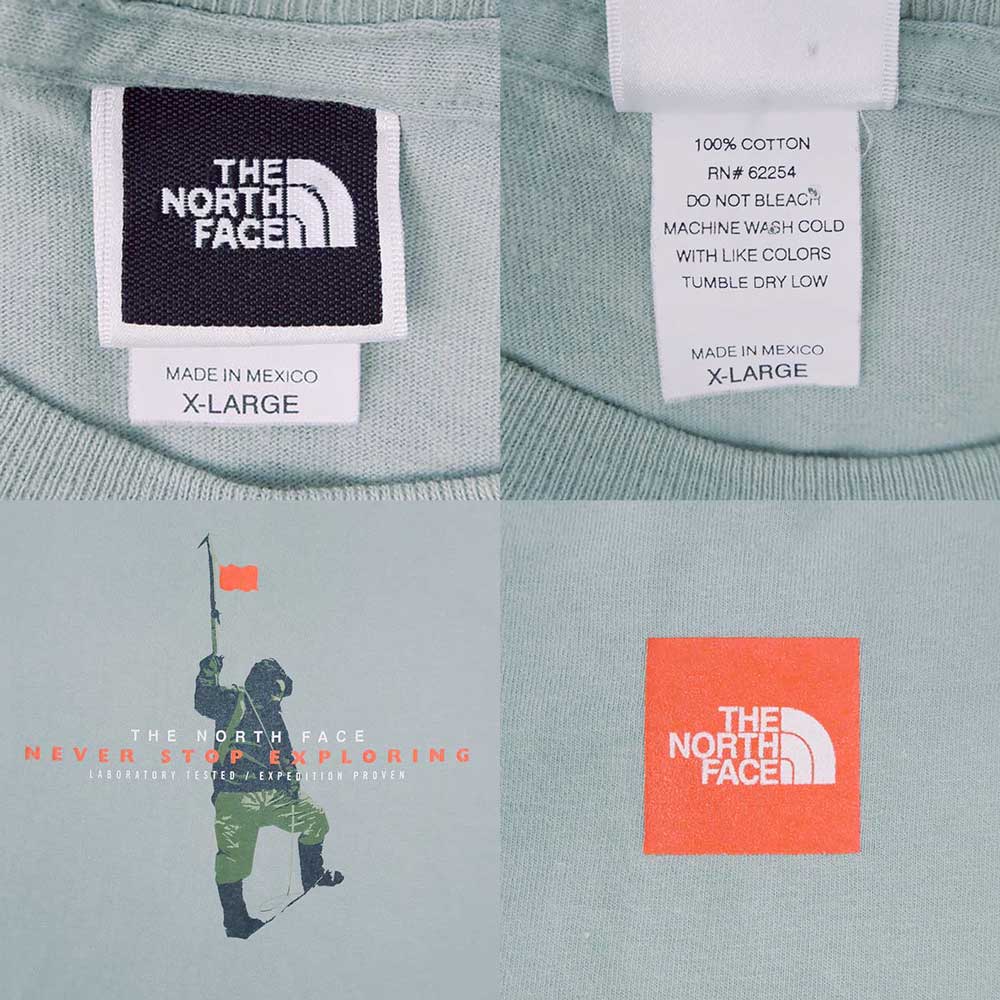 THE
NORTH
FACE
MADE IN MEXICO
X-LARGE
100% COTTON
RN# 62254
DO NOT BLEACH
MACHINE WASH COLD
WITH LIKE COLORS
TUMBLE DRY LOW
MADE IN MEXICO
X-LARGE
THE NORTH FACE
NEVER STOP EXPLORING
LABORATORY TESTED / EXPEDITION PROVEN
THE
NORTH
FACE